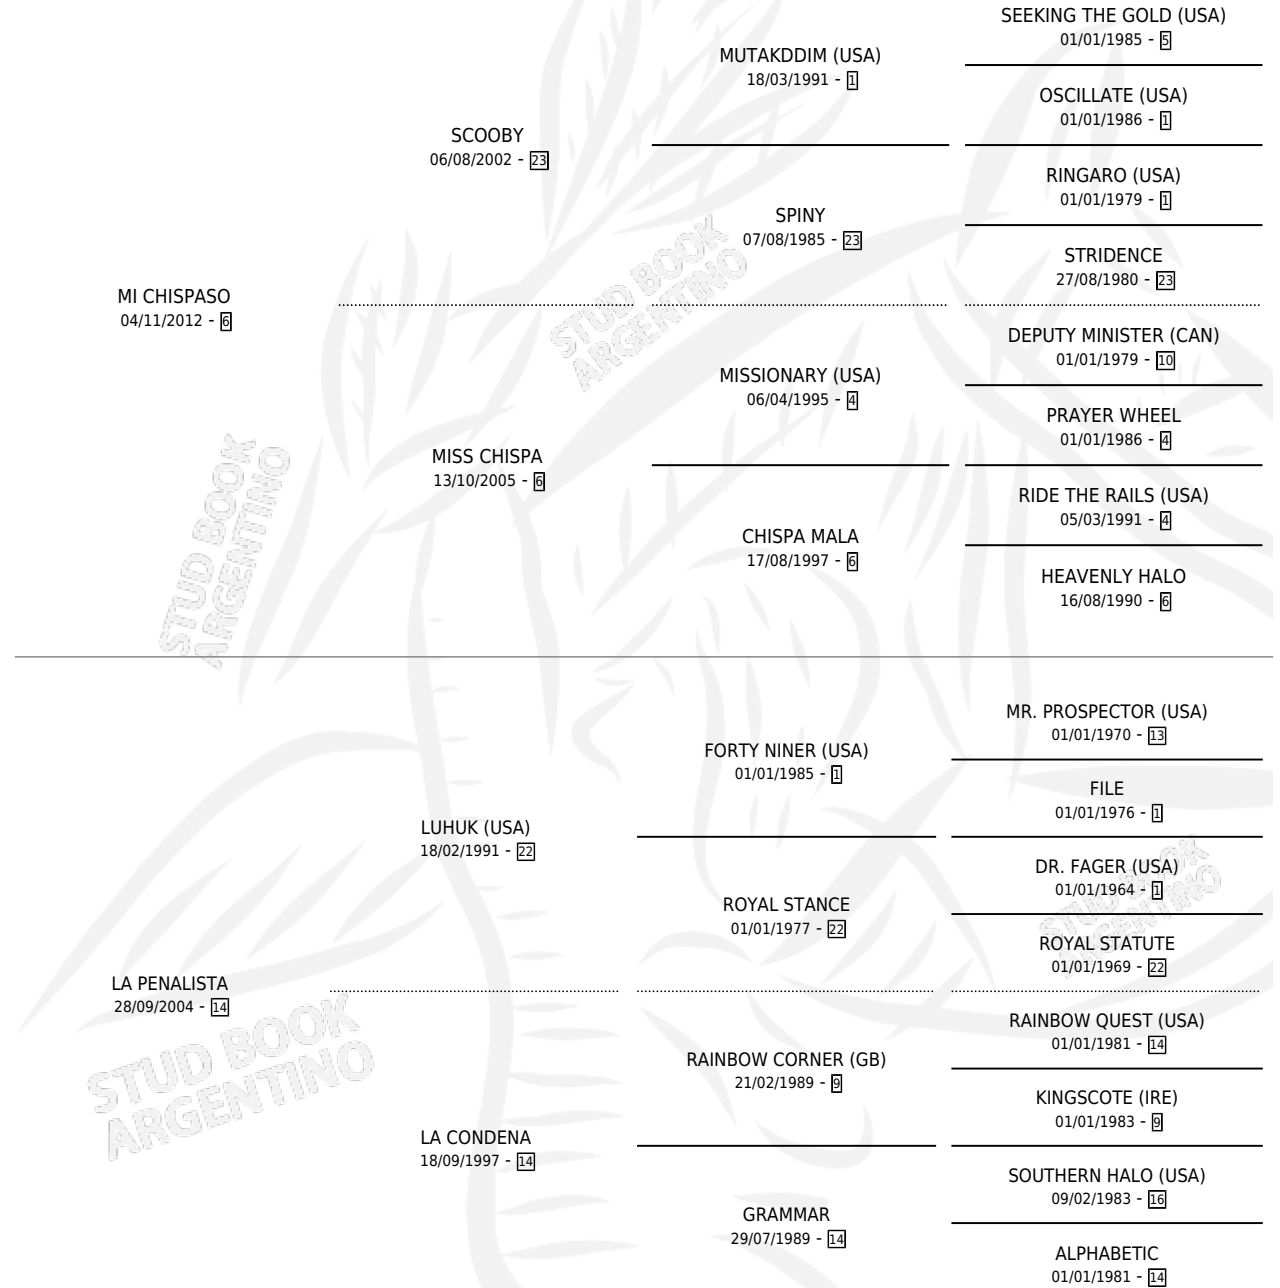 SEEKING THE GOLD (USA)
01/01/1985 - 5
MUTAKDDIM (USA)
18/03/1991 - 1
OSCILLATE (USA)
01/01/1986 - 1
SCOOBY
06/08/2002 - 23
RINGARO (USA)
01/01/1979 - 1
SPINY
07/08/1985 - 23
STRIDENCE
27/08/1980 - 23
MI CHISPASO
04/11/2012 - 6
DEPUTY MINISTER (CAN)
01/01/1979 - 10
MISSIONARY (USA)
06/04/1995 - 4
PRAYER WHEEL
01/01/1986 - 4
MISS CHISPA
13/10/2005 - 6
RIDE THE RAILS (USA)
05/03/1991 - 4
CHISPA MALA
17/08/1997 - 6
HEAVENLY HALO
16/08/1990 - 6
STUD BOOK
ARGENTINO
STUD BOOK
ARGENTINO
MR. PROSPECTOR (USA)
01/01/1970 - 13
FORTY NINER (USA)
01/01/1985 - 1
FILE
01/01/1976 - 1
LUHUK (USA)
18/02/1991 - 22
DR. FAGER (USA)
01/01/1964 - 1
ROYAL STANCE
01/01/1977 - 22
ROYAL STATUTE
01/01/1969 - 22
STUD BOOK
ARGENTINO
LA PENALISTA
28/09/2004 - 14
RAINBOW QUEST (USA)
01/01/1981 - 14
RAINBOW CORNER (GB)
21/02/1989 - 9
KINGSCOTE (IRE)
01/01/1983 - 9
STUD BOOK
ARGENTINO
LA CONDENA
18/09/1997 - 14
SOUTHERN HALO (USA)
09/02/1983 - 16
GRAMMAR
29/07/1989 - 14
ALPHABETIC
01/01/1981 - 14